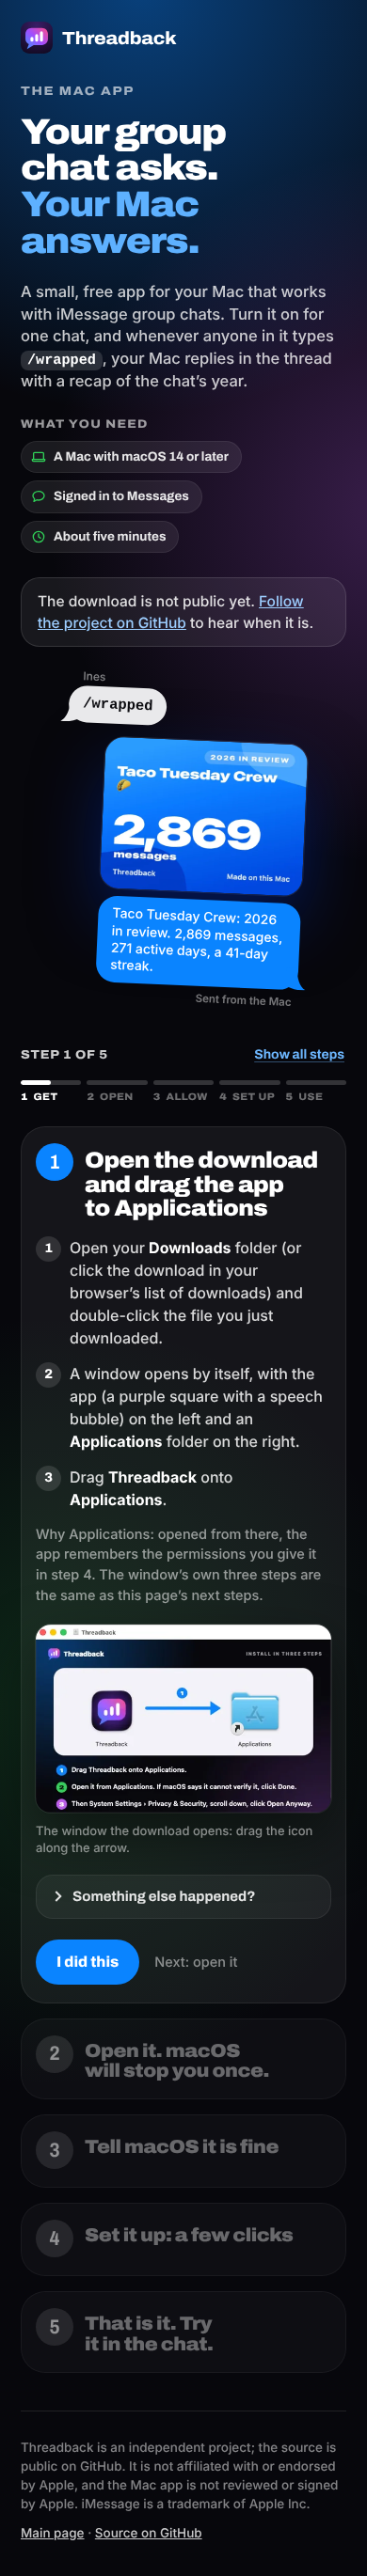 Threadback
THE MAC APP
Your group
chat asks.
Your Mac
answers.
A small, free app for your Mac that works
with iMessage group chats. Turn it on for
one chat, and whenever anyone in it types
/wrapped, your Mac replies in the thread
with a recap of the chat's year.
WHAT YOU NEED
A Mac with macOS 14 or later
Signed in to Messages
About five minutes
The download is not public yet. Follow
the project on GitHub to hear when it is.
Ines
/wrapped
2026 IN REVIEW
Taco Tuesday Crew
🌮
2,869
messages
Threadback
Made on this Mac
Taco Tuesday Crew: 2026
in review. 2,869 messages,
271 active days, a 41-day
streak.
Sent from the Mac
STEP 1 OF 5
Show all steps
1 GET 2 OPEN 3 ALLOW 4 SET UP 5 USE
1 Open the download
and drag the app
to Applications
1 Open your Downloads folder (or
click the download in your
browser's list of downloads) and
double-click the file you just
downloaded.
2 A window opens by itself, with the
app (a purple square with a speech
bubble) on the left and an
Applications folder on the right.
3 Drag Threadback onto
Applications.
Why Applications: opened from there, the
app remembers the permissions you give it
in step 4. The window's own three steps are
the same as this page's next steps.
Threadback
Threadback
INSTALL IN THREE STEPS
1
Threadback
Applications
1 Drag Threadback onto Applications.
2 Open it from Applications. If macOS says it cannot verify it, click Done.
3 Then System Settings › Privacy & Security, scroll down, click Open Anyway.
The window the download opens: drag the icon
along the arrow.
Something else happened?
I did this
Next: open it
2 Open it. macOS
will stop you once.
3 Tell macOS it is fine
4 Set it up: a few clicks
5 That is it. Try
it in the chat.
Threadback is an independent project; the source is
public on GitHub. It is not affiliated with or endorsed
by Apple, and the Mac app is not reviewed or signed
by Apple. iMessage is a trademark of Apple Inc.
Main page · Source on GitHub